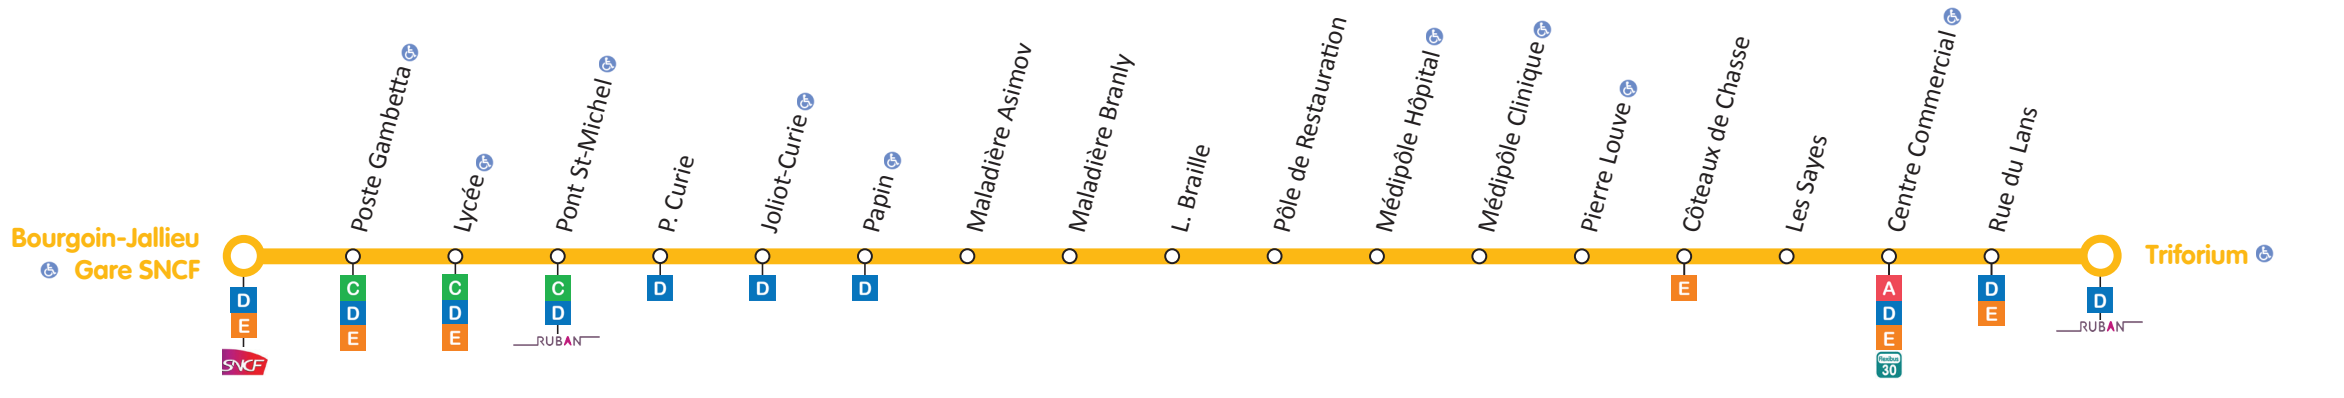 Bourgoin-Jallieu
Gare SNCF
Poste Gambetta
Lycée
Pont St-Michel
P. Curie
Joliot-Curie
Papin
Maladière Asimov
Maladière Branly
L. Braille
Pôle de Restauration
Médipôle Hôpital
Médipôle Clinique
Pierre Louve
Côteaux de Chasse
Les Sayes
Centre Commercial
Rue du Lans
Triforium
D
E
SNCF
C
D
E
C
D
E
C
D
RUBAN
D
D
D
E
A
D
E
flexibus
30
D
E
D
RUBAN